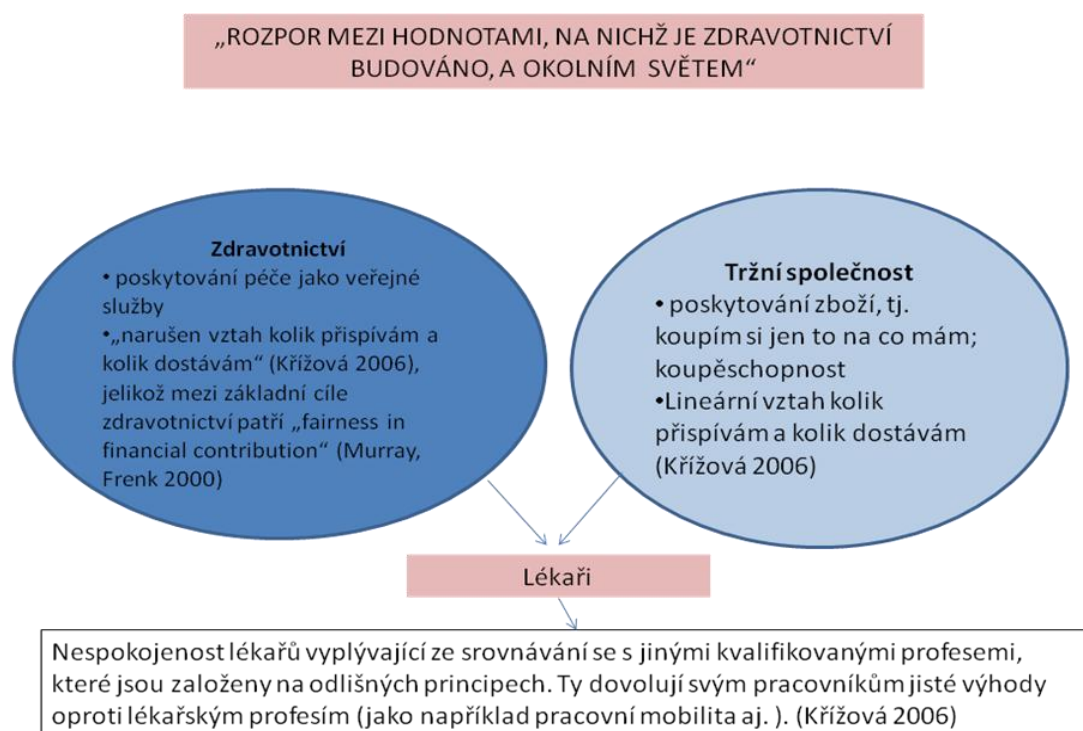 „ROZPOR MEZI HODNOTAMI, NA NICHŽ JE ZDRAVOTNICTVÍ
BUDOVÁNO, A OKOLNÍM SVĚTEM“
Zdravotnictví
• poskytování péče jako veřejné
služby
•„narušen vztah kolik přispívám a
kolik dostávám“ (Křížová 2006),
jelikož mezi základní cíle
zdravotnictví patří „fairness in
financial contribution“ (Murray,
Frenk 2000)
Tržní společnost
• poskytování zboží, tj.
koupím si jen to na co mám;
koupěschopnost
•Lineární vztah kolik
přispívám a kolik dostávám
(Křížová 2006)
Lékaři
Nespokojenost lékařů vyplývající ze srovnávání se s jinými kvalifikovanými profesemi,
které jsou založeny na odlišných principech. Ty dovolují svým pracovníkům jisté výhody
oproti lékařským profesím (jako například pracovní mobilita aj. ). (Křížová 2006)